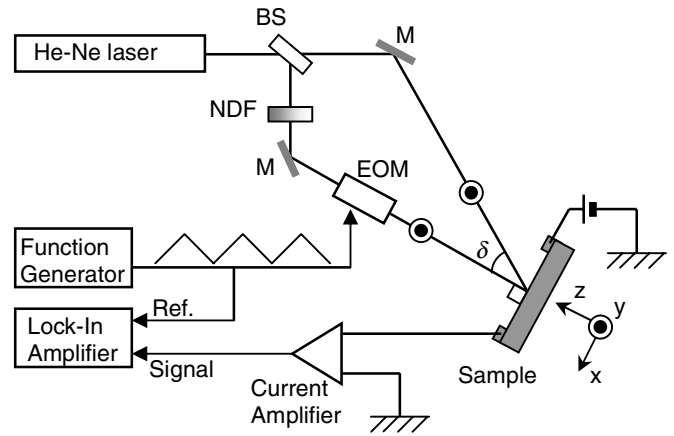 BS
M
He-Ne laser
NDF
M
EOM
Function
Generator
δ
Ref.
z
y
x
Lock-In
Amplifier
Signal
Current
Amplifier
Sample